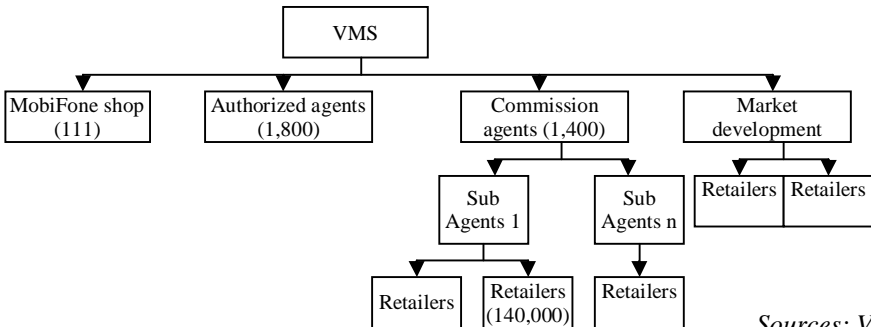 VMS
MobiFone shop
(111)
Authorized agents
(1,800)
Commission
agents (1,400)
Market
development
Sub
Agents 1
Sub
Agents n
Retailers
Retailers
Retailers
Retailers
(140,000)
Retailers
Sources: V